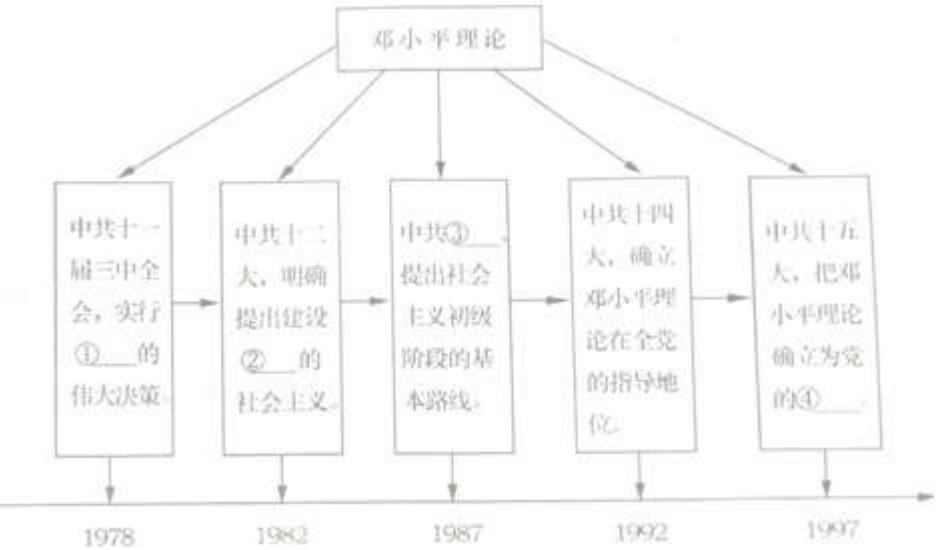 邓小平理论
中共十一
届三中全
会，实行
①___的
伟大决策。
中共十二
大，明确
提出建设
②___的
社会主义。
中共③___，
提出社会
主义初级
阶段的基
本路线。
中共十四
大，确立
邓小平理
论在全党
的指导地
位。
中共十五
大，把邓
小平理论
确立为党
的④___.
1978
1982
1987
1992
1997